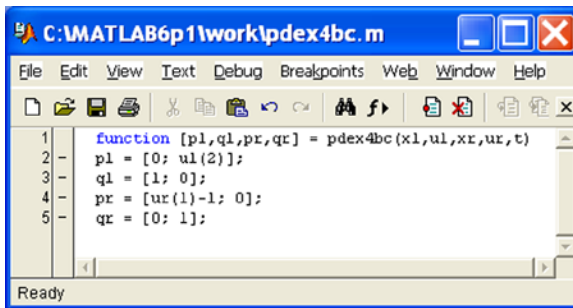 C:\MATLAB6p1\work\pdex4bc.m
File Edit View Text Debug Breakpoints Web Window Help
1 function [pl,ql,pr,qr] = pdex4bc(xl,ul,xr,ur,t)
2 - pl = [0; ul(2)];
3 - ql = [1; 0];
4 - pr = [ur(1)-1; 0];
5 - qr = [0; 1];
Ready